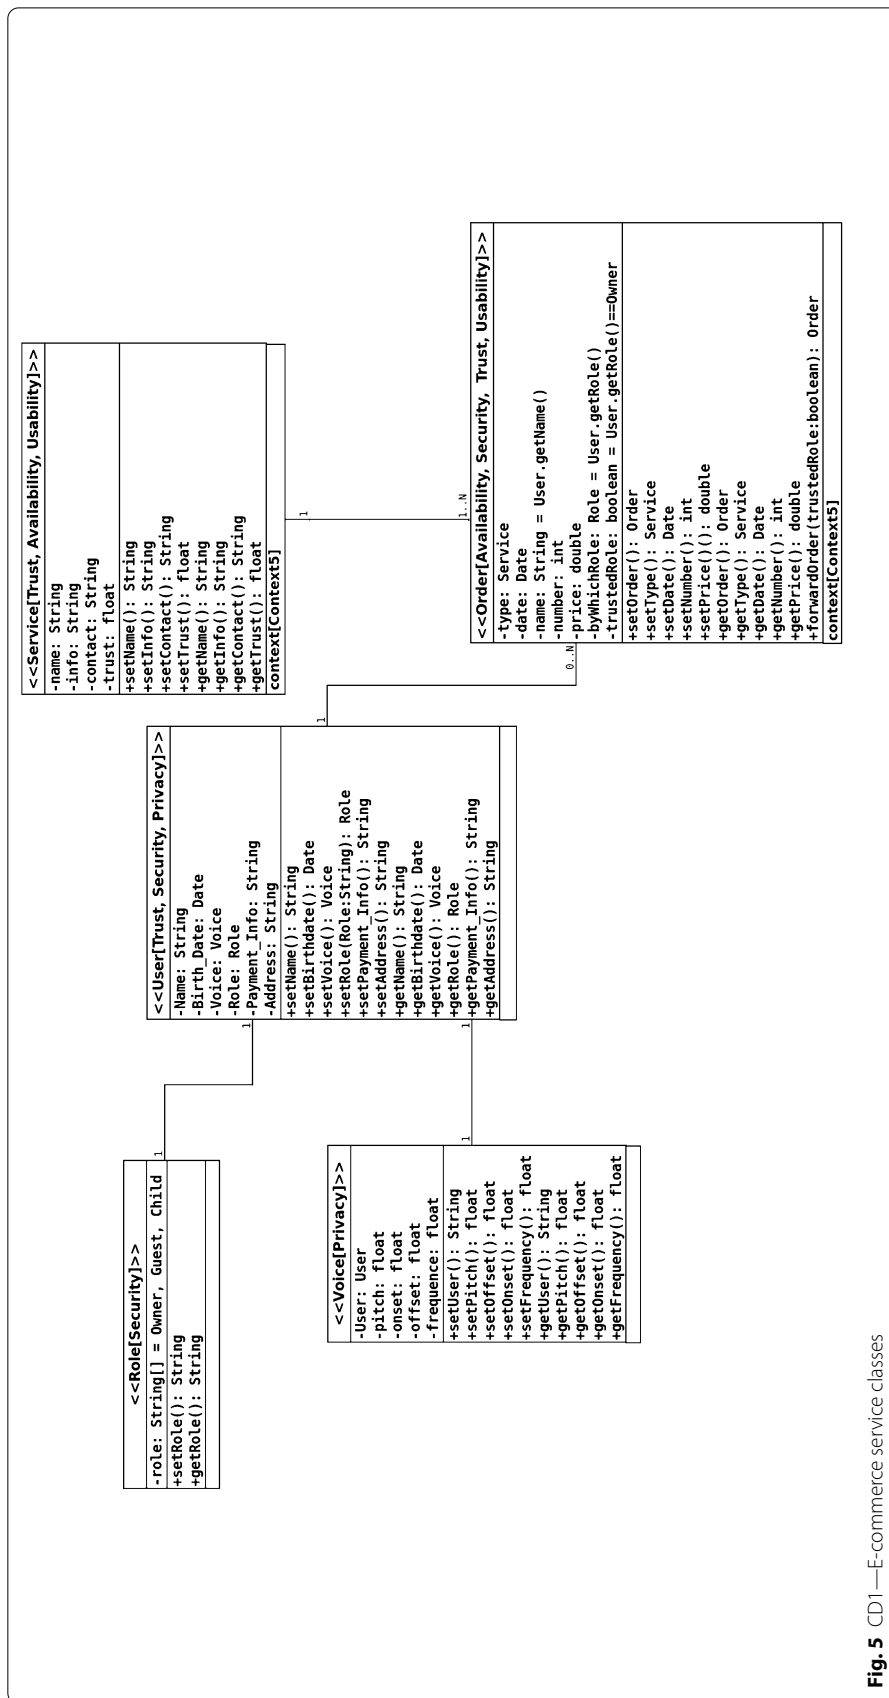 <<Role[Security]>>
-role: String[] = Owner, Guest, Child
+setRole(): String
+getRole(): String
1
1
<<Voice[Privacy]>>
-User: User
-pitch: float
-onset: float
-offset: float
-frequence: float
+setUser(): String
+setPitch(): float
+setOffset(): float
+setOnset(): float
+setFrequency(): float
+getUser(): String
+getPitch(): float
+getOffset(): float
+getOnset(): float
+getFrequency(): float
1
1
<<User[Trust, Security, Privacy]>>
-Name: String
-Birth_Date: Date
-Voice: Voice
-Role: Role
-Payment_Info: String
-Address: String
+setName(): String
+setBirthdate(): Date
+setVoice(): Voice
+setRole(Role:String): Role
+setPayment_Info(): String
+setAddress(): String
+getName(): String
+getBirthdate(): Date
+getVoice(): Voice
+getRole(): Role
+getPayment_Info(): String
+getAddress(): String
1
0..N
<<Service[Trust, Availability, Usability]>>
-name: String
-info: String
-contact: String
-trust: float
+setName(): String
+setInfo(): String
+setContact(): String
+setTrust(): float
+getName(): String
+getInfo(): String
+getContact(): String
+getTrust(): float
context[Context5]
1
1..N
<<Order[Availability, Security, Trust, Usability]>>
-type: Service
-date: Date
-name: String = User.getName()
-number: int
-price: double
-byWhichRole: Role = User.getRole()
-trustedRole: boolean = User.getRole()==Owner
+setOrder(): Order
+setType(): Service
+setDate(): Date
+setNumber(): int
+setPrice()(): double
+getOrder(): Order
+getType(): Service
+getDate(): Date
+getNumber(): int
+getPrice(): double
+forwardOrder(trustedRole:boolean): Order
context[Context5]
Fig. 5 CD1—E-commerce service classes